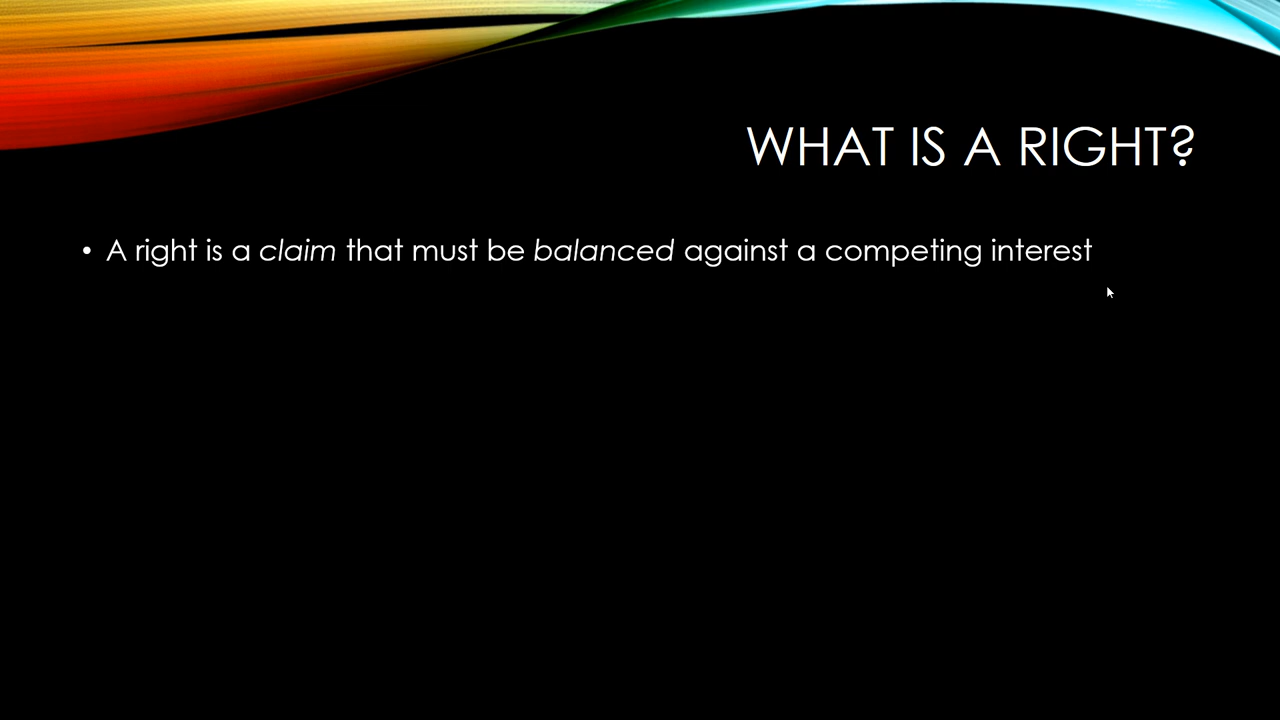 WHAT IS A RIGHT?
• A right is a claim that must be balanced against a competing interest